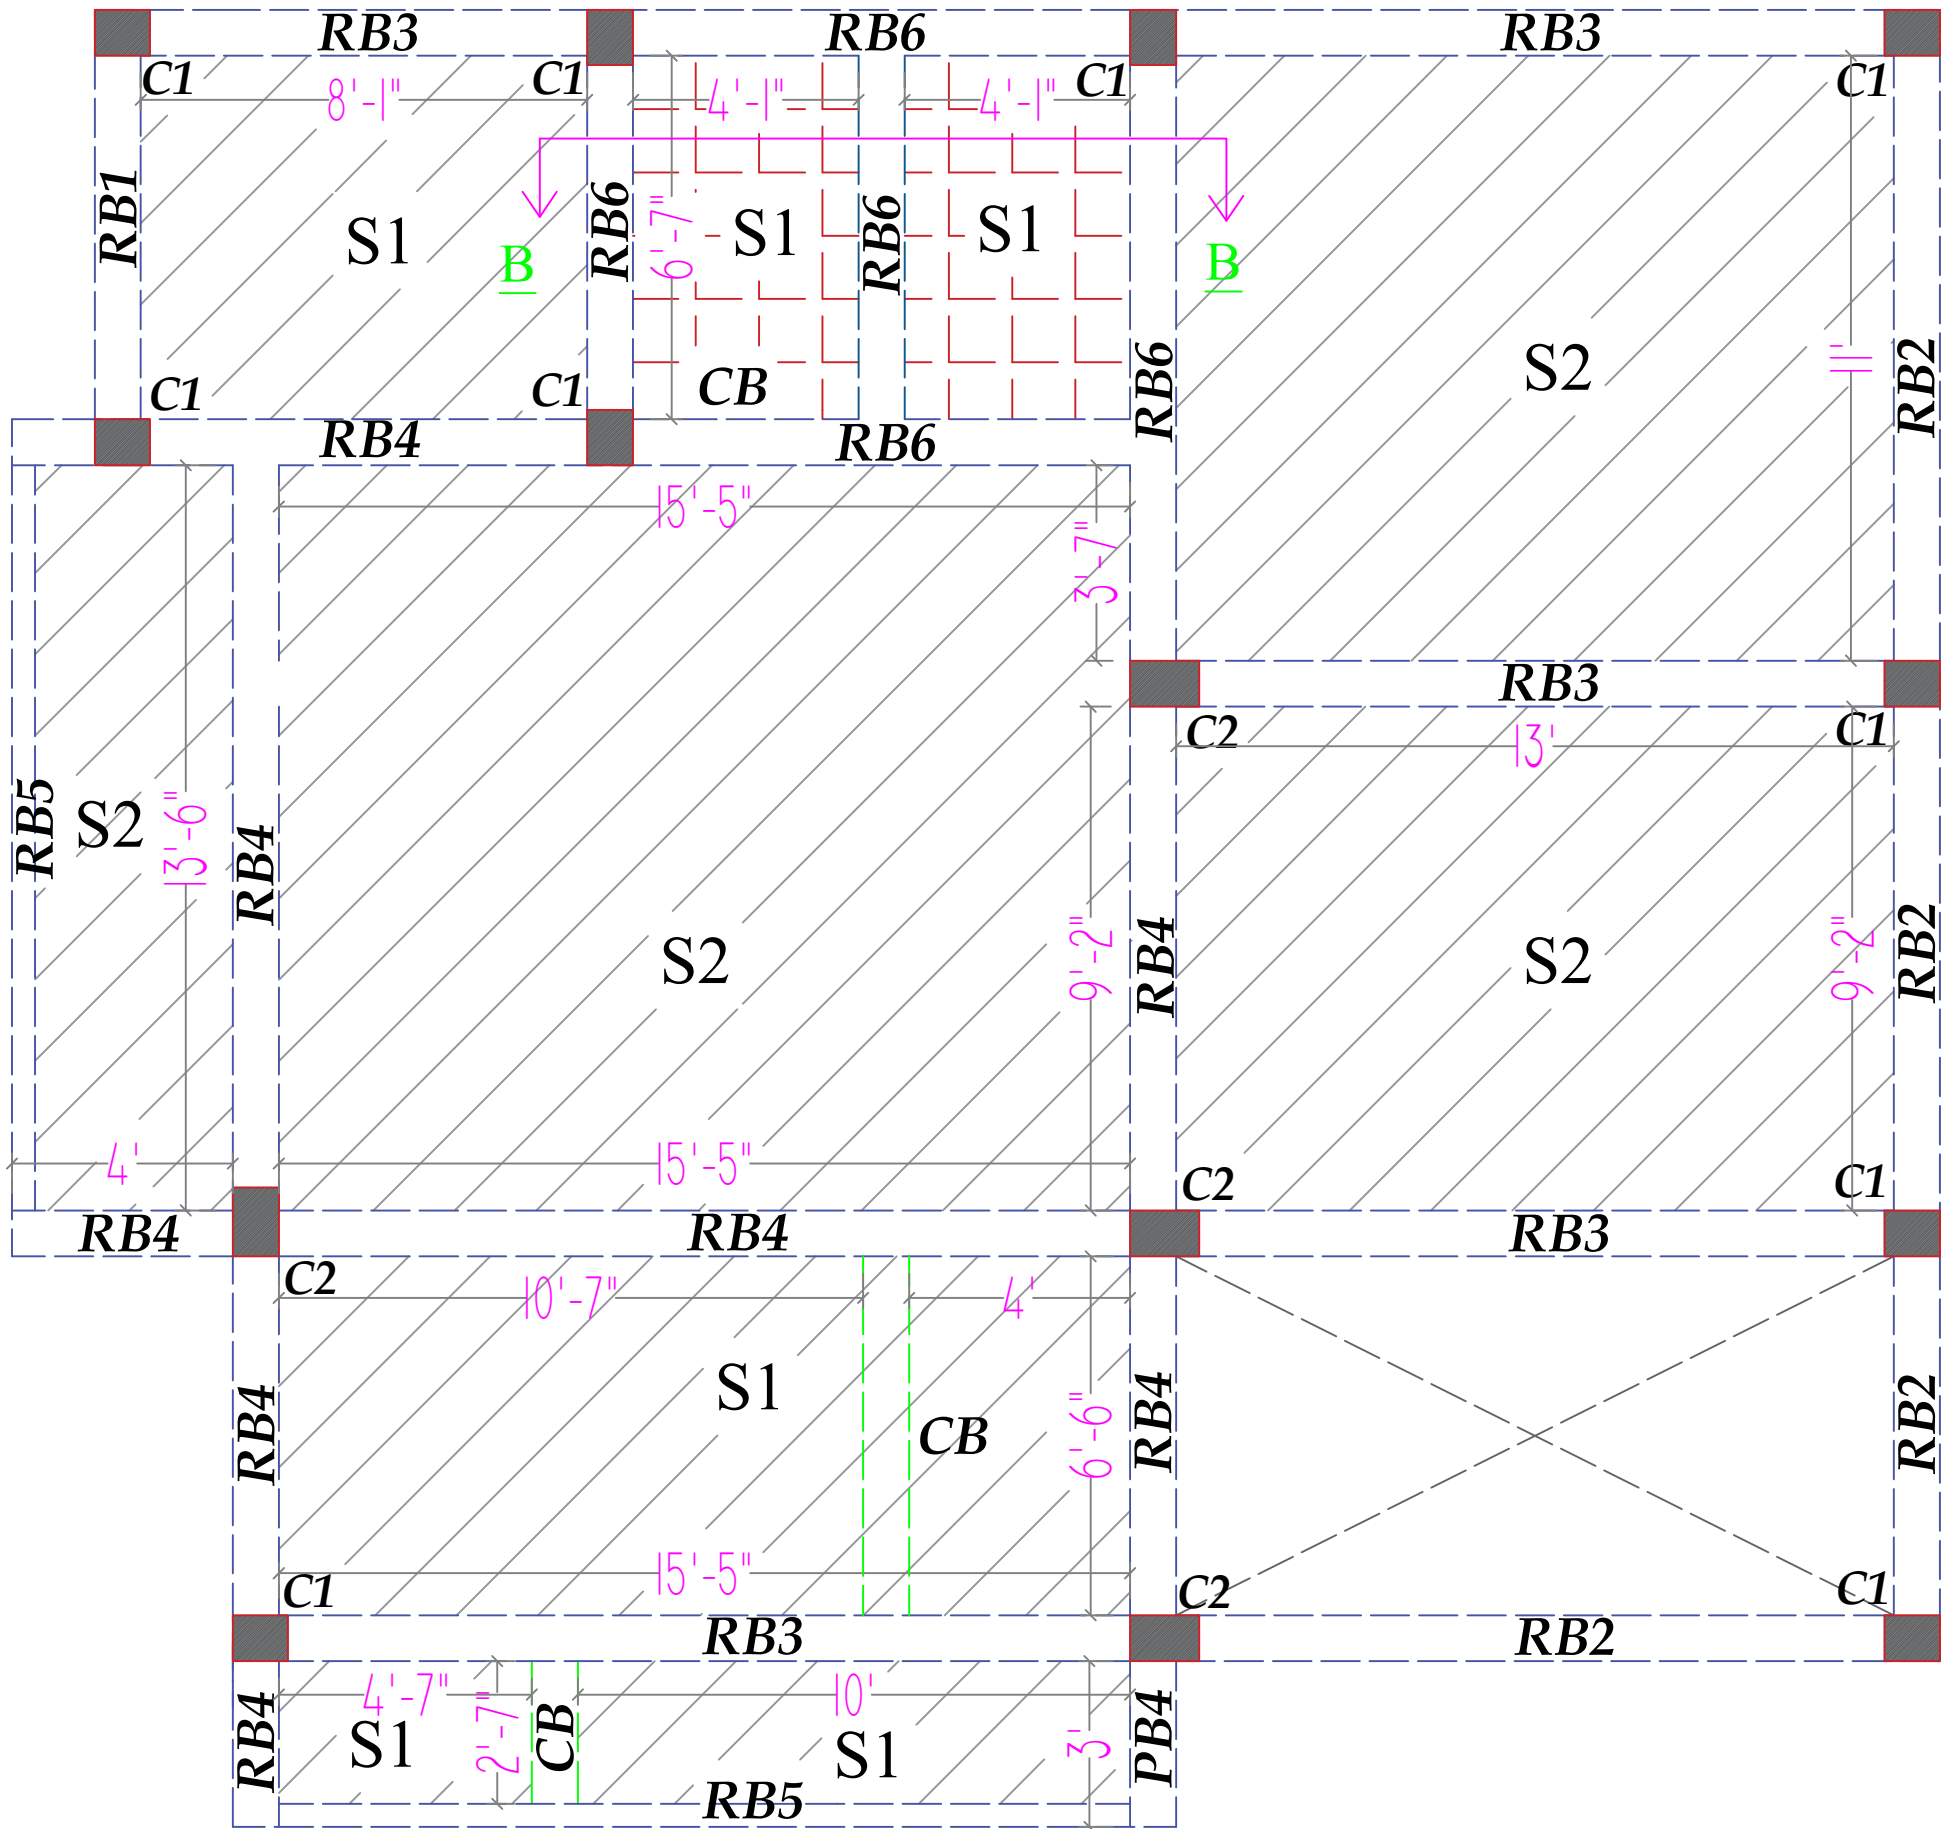 RB3
RB6
RB3
C1
8'-1"
C1
4'-1"
4'-1"
C1
C1
RB1
S1
B
RB6
6'-7"
S1
RB6
S1
B
RB6
S2
11'
RB2
C1
C1
CB
RB4
RB6
15'-5"
3'-7"
RB3
C2
13'
C1
RB5
S2
13'-6"
RB4
S2
9'-2"
RB4
S2
9'-2"
RB2
4'
15'-5"
C2
C1
RB4
RB4
RB3
C2
10'-7"
4'
S1
CB
RB4
6'-6"
RB4
RB2
C1
15'-5"
C2
C1
RB3
RB2
RB4
4'-7"
S1
2'-7"
CB
10'
S1
3'
PB4
RB5